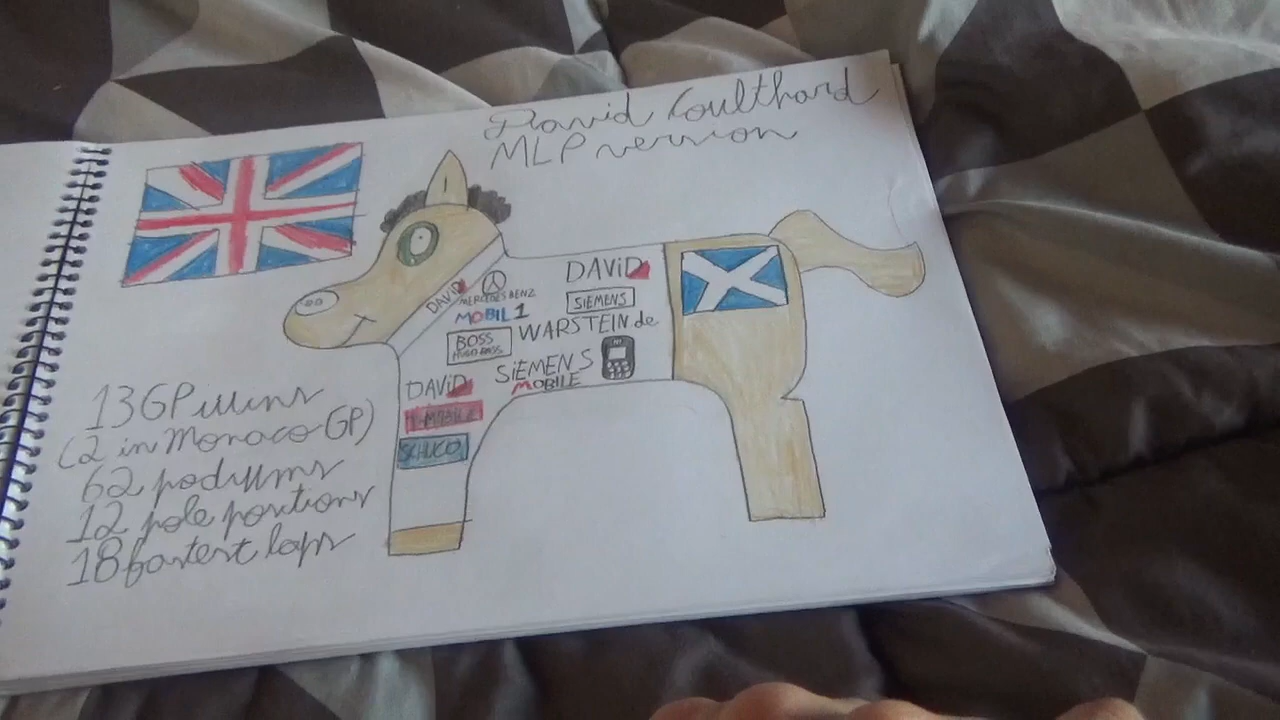 David Coulthard
MLP version
DAVID
MERCEDES BENZ
MOBIL 1
BOSS
HUGO BOSS
DAViD
SIEMENS
WARSTEIN de
SiEMENS
MOBILE
DAViD
T-MOBILE
SCHUCO
13 GP wins
(2 in Monaco GP)
62 podiums
12 pole positions
18 fastest laps